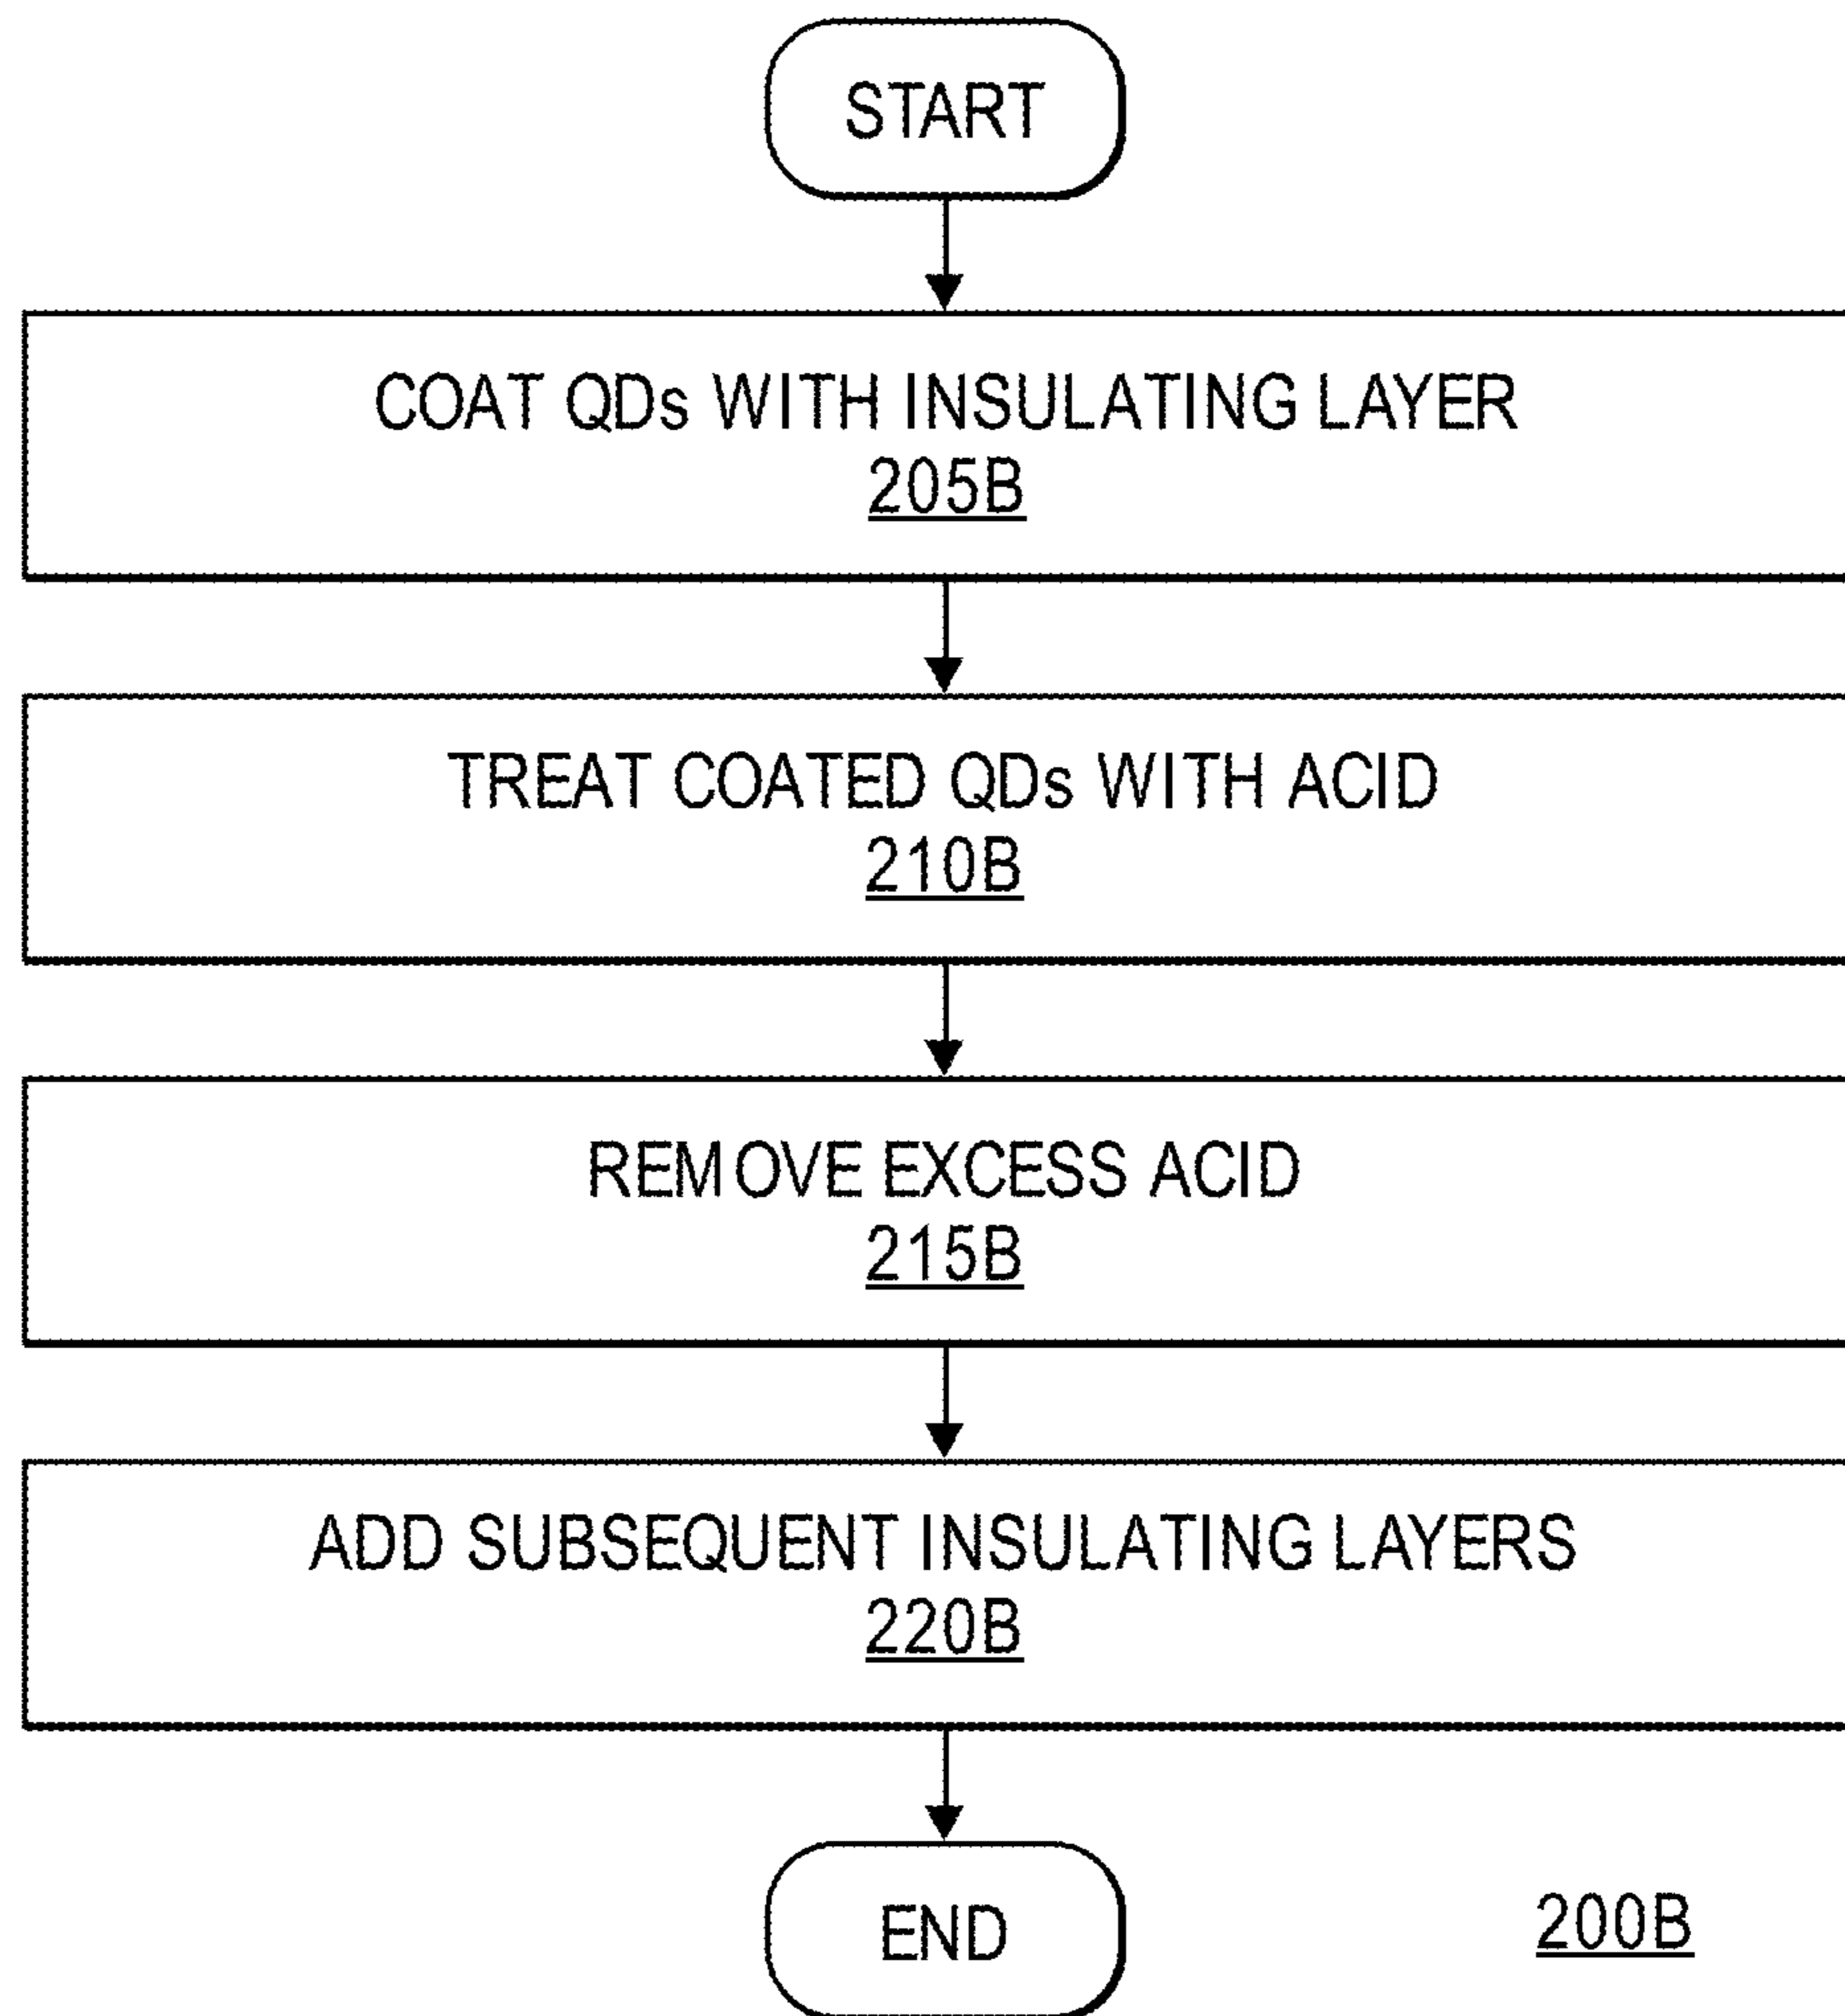 START
COAT QDs WITH INSULATING LAYER
205B
TREAT COATED QDs WITH ACID
210B
REMOVE EXCESS ACID
215B
ADD SUBSEQUENT INSULATING LAYERS
220B
END
200B